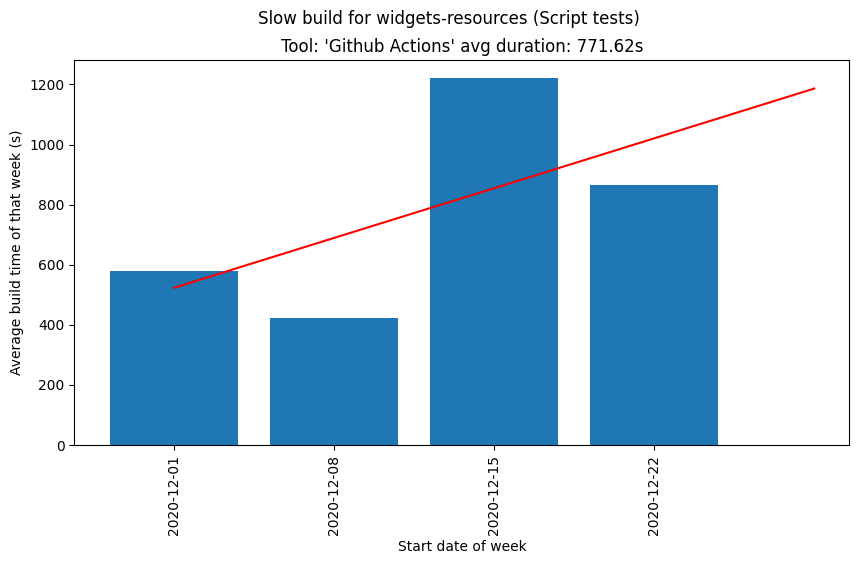 Slow build for widgets-resources (Script tests)
Tool: 'Github Actions' avg duration: 771.62s
Average build time of that week (s)
1200
1000
800
600
400
200
0
2020-12-01
2020-12-08
2020-12-15
2020-12-22
Start date of week